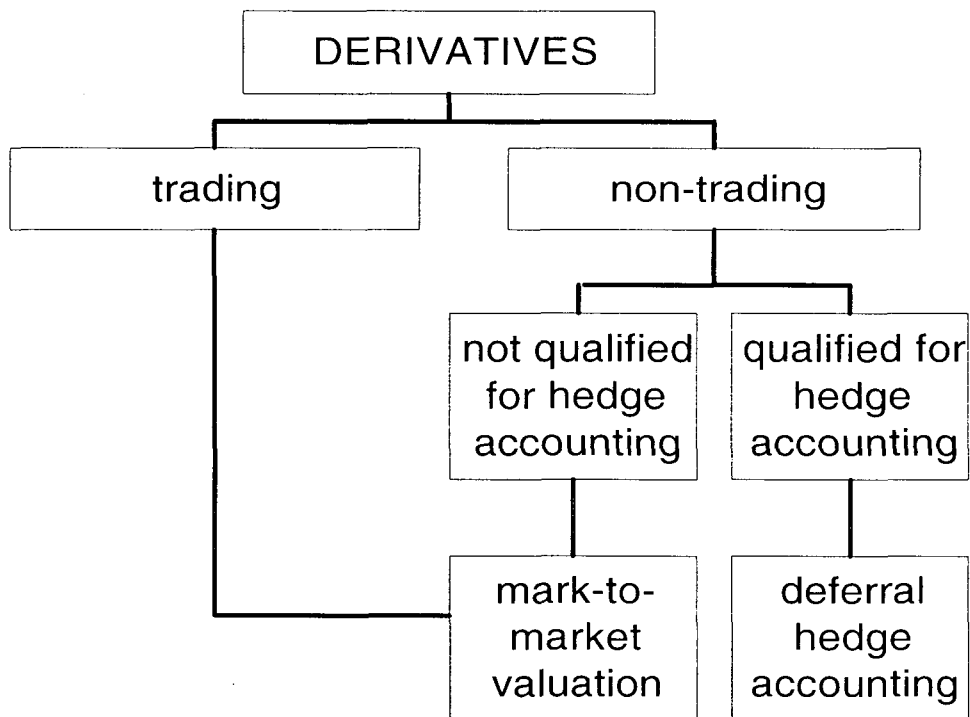 DERIVATIVES
trading
non-trading
not qualified
for hedge
accounting
qualified for
hedge
accounting
mark-to-
market
valuation
deferral
hedge
accounting